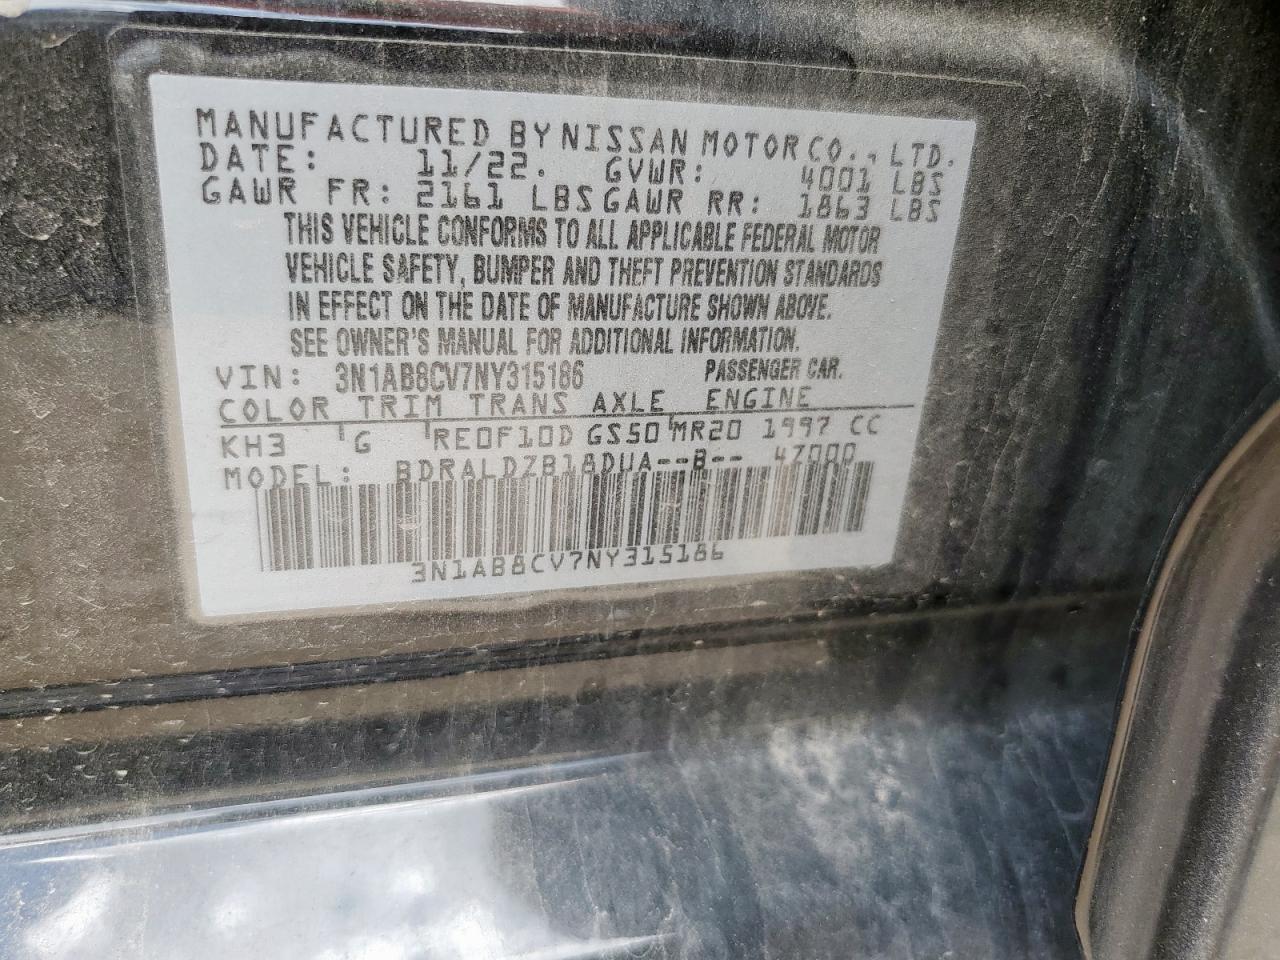 MANUFACTURED BY NISSAN MOTOR CO., LTD.
DATE: 11/22. GVWR: 4001 LBS
GAWR FR: 2161 LBS GAWR RR: 1863 LBS
THIS VEHICLE CONFORMS TO ALL APPLICABLE FEDERAL MOTOR
VEHICLE SAFETY, BUMPER AND THEFT PREVENTION STANDARDS
IN EFFECT ON THE DATE OF MANUFACTURE SHOWN ABOVE.
SEE OWNER'S MANUAL FOR ADDITIONAL INFORMATION.
VIN: 3N1AB8CV7NY315186 PASSENGER CAR.
COLOR TRIM TRANS AXLE ENGINE
KH3 G RE0F10D GS50 MR20 1997 CC
MODEL: BDRALDZB18DUA--B-- 47000
3N1AB8CV7NY315186